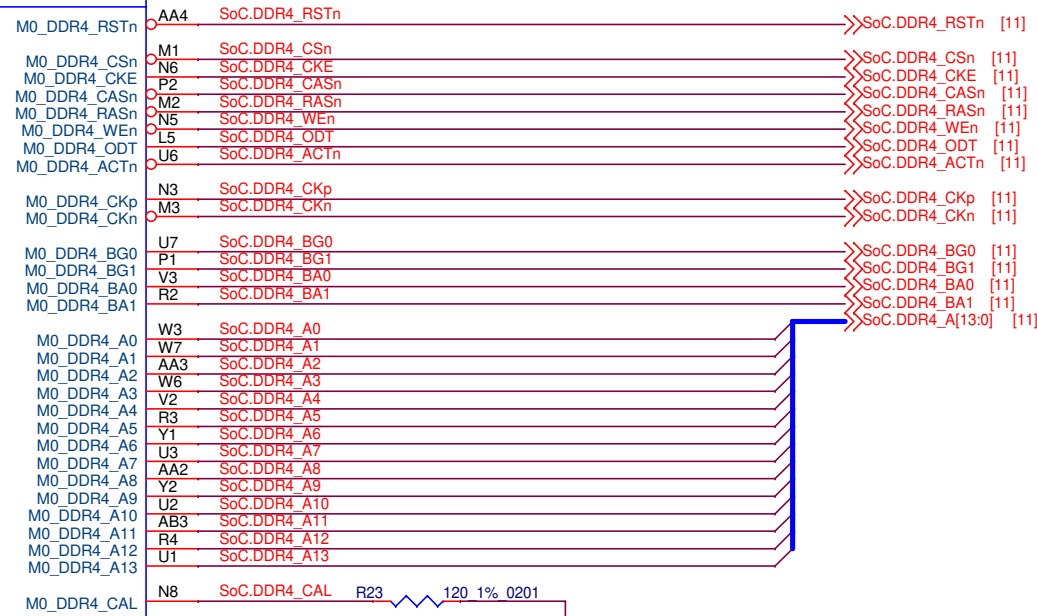 M0_DDR4_RSTn AA4 SoC.DDR4_RSTn SoC.DDR4_RSTn [11]
M0_DDR4_CSn M1 SoC.DDR4_CSn SoC.DDR4_CSn [11]
M0_DDR4_CKE N6 SoC.DDR4_CKE SoC.DDR4_CKE [11]
M0_DDR4_CASn P2 SoC.DDR4_CASn SoC.DDR4_CASn [11]
M0_DDR4_RASn M2 SoC.DDR4_RASn SoC.DDR4_RASn [11]
M0_DDR4_WEn N5 SoC.DDR4_WEn SoC.DDR4_WEn [11]
M0_DDR4_ODT L5 SoC.DDR4_ODT SoC.DDR4_ODT [11]
M0_DDR4_ACTn U6 SoC.DDR4_ACTn SoC.DDR4_ACTn [11]
M0_DDR4_CKp N3 SoC.DDR4_CKp SoC.DDR4_CKp [11]
M0_DDR4_CKn M3 SoC.DDR4_CKn SoC.DDR4_CKn [11]
M0_DDR4_BG0 U7 SoC.DDR4_BG0 SoC.DDR4_BG0 [11]
M0_DDR4_BG1 P1 SoC.DDR4_BG1 SoC.DDR4_BG1 [11]
M0_DDR4_BA0 V3 SoC.DDR4_BA0 SoC.DDR4_BA0 [11]
M0_DDR4_BA1 R2 SoC.DDR4_BA1 SoC.DDR4_BA1 [11]
SoC.DDR4_A[13:0] [11]
M0_DDR4_A0 W3 SoC.DDR4_A0
M0_DDR4_A1 W7 SoC.DDR4_A1
M0_DDR4_A2 AA3 SoC.DDR4_A2
M0_DDR4_A3 W6 SoC.DDR4_A3
M0_DDR4_A4 V2 SoC.DDR4_A4
M0_DDR4_A5 R3 SoC.DDR4_A5
M0_DDR4_A6 Y1 SoC.DDR4_A6
M0_DDR4_A7 U3 SoC.DDR4_A7
M0_DDR4_A8 AA2 SoC.DDR4_A8
M0_DDR4_A9 Y2 SoC.DDR4_A9
M0_DDR4_A10 U2 SoC.DDR4_A10
M0_DDR4_A11 AB3 SoC.DDR4_A11
M0_DDR4_A12 R4 SoC.DDR4_A12
M0_DDR4_A13 U1 SoC.DDR4_A13
M0_DDR4_CAL N8 SoC.DDR4_CAL R23 120_1%_0201